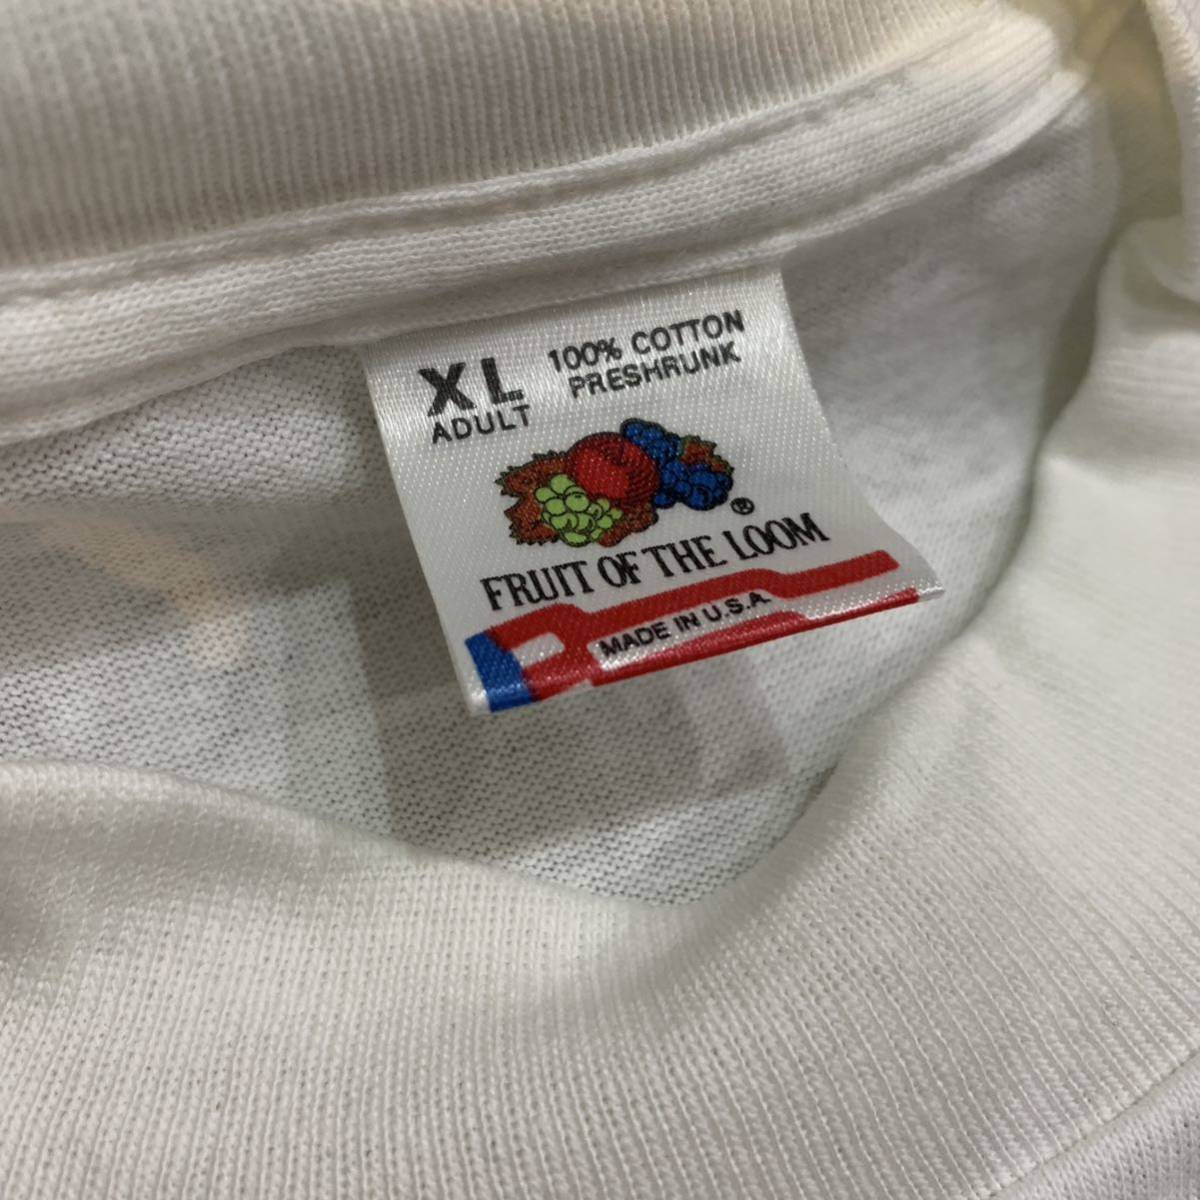 XL
ADULT
100% COTTON
PRESHRUNK
®
FRUIT OF THE LOOM
MADE IN U.S.A.